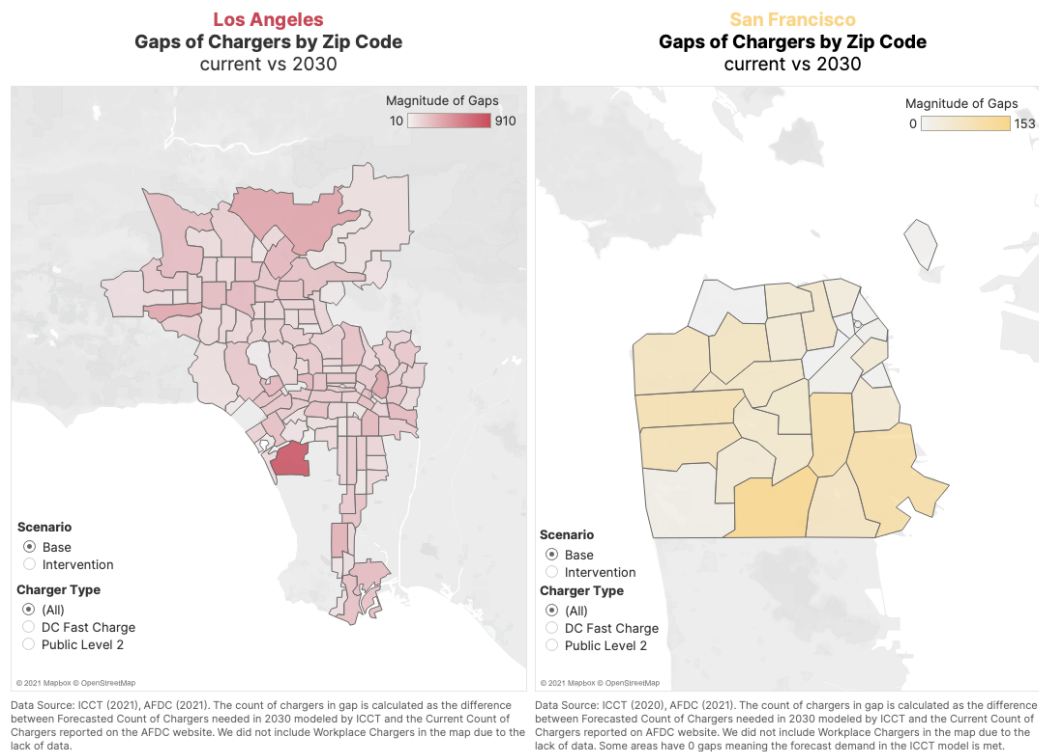 Los Angeles
Gaps of Chargers by Zip Code
current vs 2030
Magnitude of Gaps
10 910
Scenario
Base
Intervention
Charger Type
(All)
DC Fast Charge
Public Level 2
© 2021 Mapbox © OpenStreetMap
Data Source: ICCT (2021), AFDC (2021). The count of chargers in gap is calculated as the difference
between Forecasted Count of Chargers needed in 2030 modeled by ICCT and the Current Count of
Chargers reported on the AFDC website. We did not include Workplace Chargers in the map due to the
lack of data.
San Francisco
Gaps of Chargers by Zip Code
current vs 2030
Magnitude of Gaps
0 153
Scenario
Base
Intervention
Charger Type
(All)
DC Fast Charge
Public Level 2
© 2021 Mapbox © OpenStreetMap
Data Source: ICCT (2020), AFDC (2021). The count of chargers in gap is calculated as the difference
between Forecasted Count of Chargers needed in 2030 modeled by ICCT and the Current Count of
Chargers reported on the AFDC website. We did not include Workplace Chargers in the map due to the
lack of data. Some areas have 0 gaps meaning the forecast demand in the ICCT model is met.